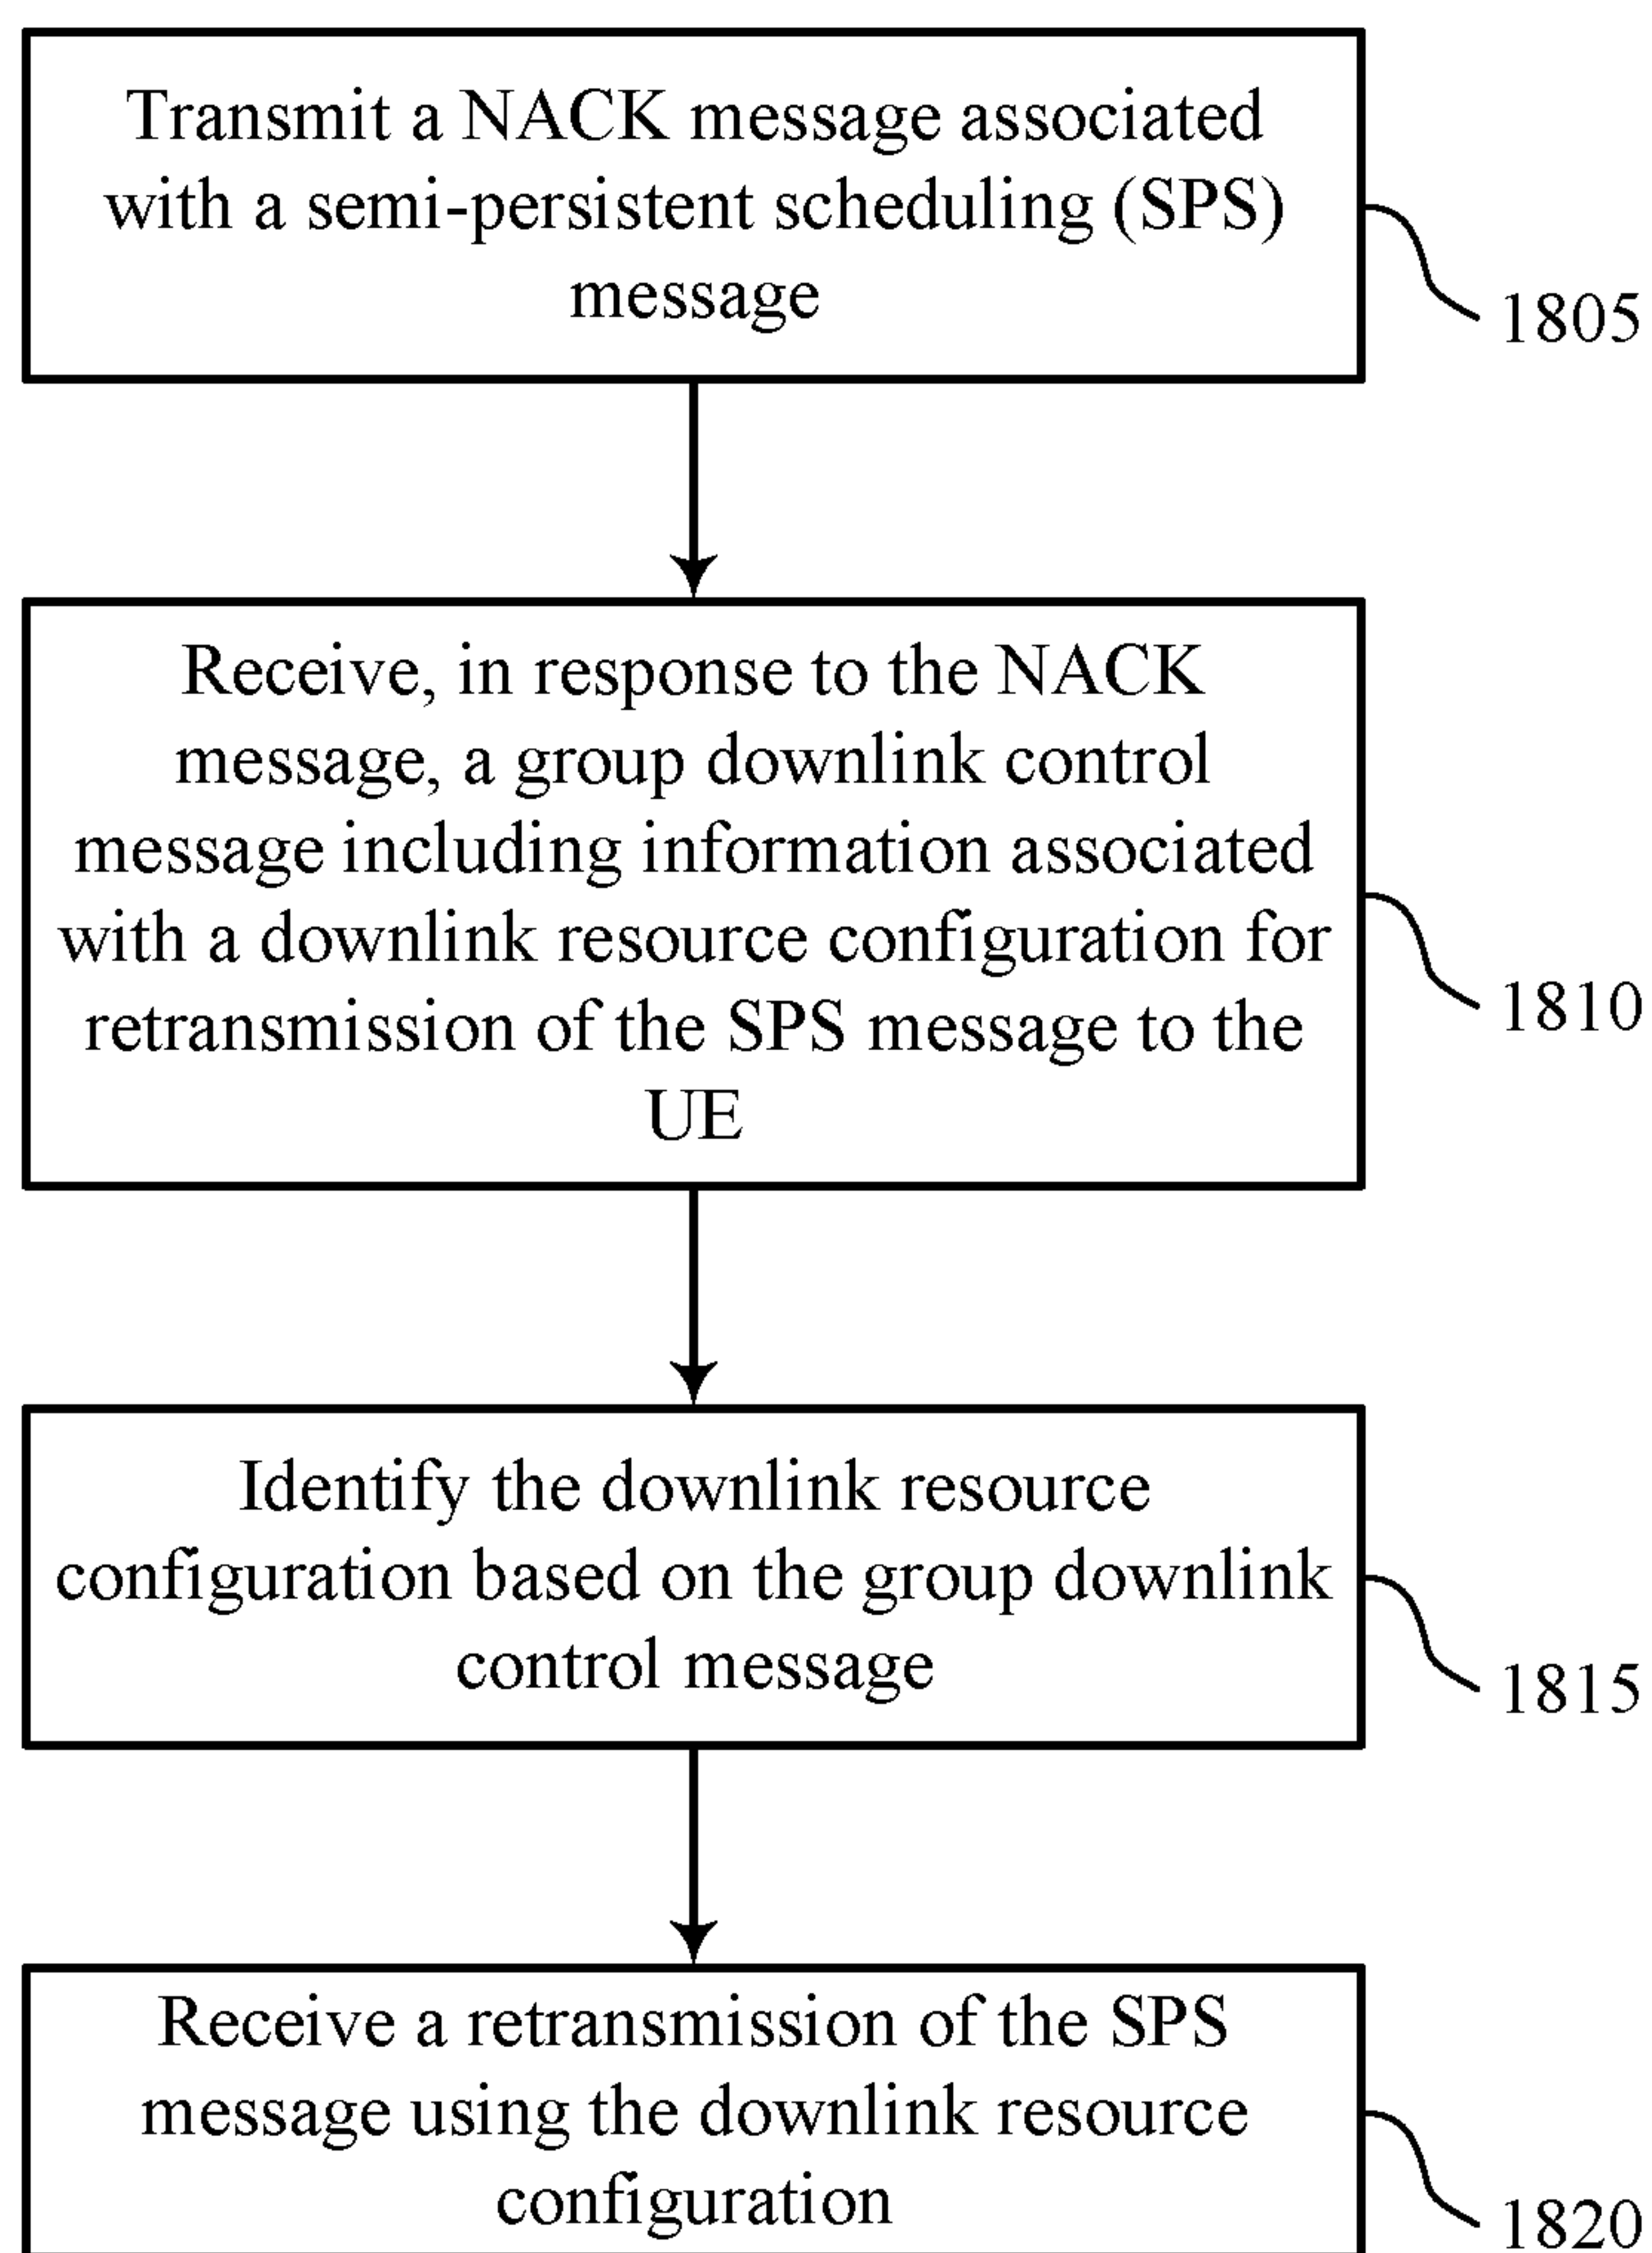 Transmit a NACK message associated
with a semi-persistent scheduling (SPS)
message
1805
Receive, in response to the NACK
message, a group downlink control
message including information associated
with a downlink resource configuration for
retransmission of the SPS message to the
UE
1810
Identify the downlink resource
configuration based on the group downlink
control message
1815
Receive a retransmission of the SPS
message using the downlink resource
configuration
1820